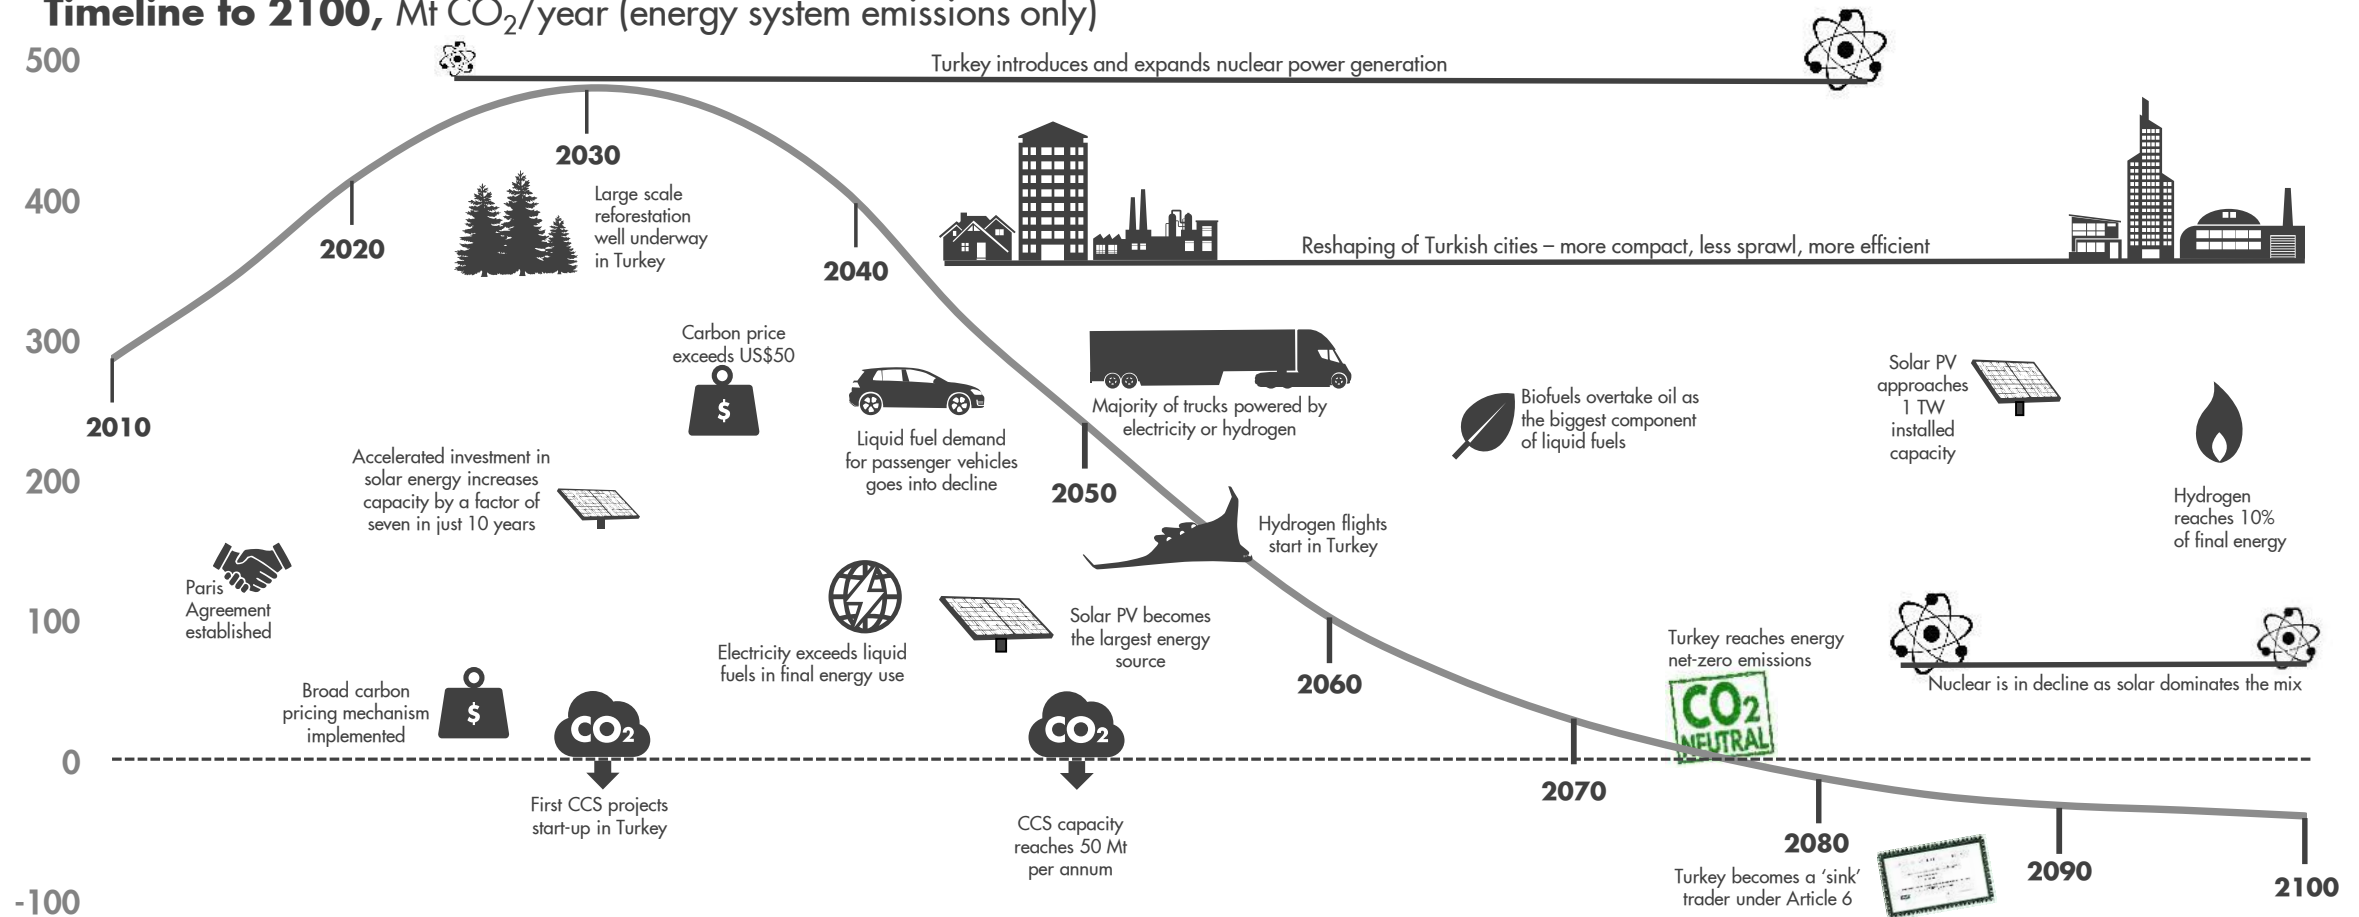 Timeline to 2100, Mt CO₂/year (energy system emissions only)
500
400
300
200
100
0
-100
Turkey introduces and expands nuclear power generation
2010
2020
2030
2040
2050
2060
2070
2080
2090
2100
Large scale
reforestation
well underway
in Turkey
Reshaping of Turkish cities – more compact, less sprawl, more efficient
Carbon price
exceeds US$50
$
Liquid fuel demand
for passenger vehicles
goes into decline
Majority of trucks powered by
electricity or hydrogen
Biofuels overtake oil as
the biggest component
of liquid fuels
Solar PV
approaches
1 TW
installed
capacity
Hydrogen
reaches 10%
of final energy
Accelerated investment in
solar energy increases
capacity by a factor of
seven in just 10 years
Hydrogen flights
start in Turkey
Paris
Agreement
established
Electricity exceeds liquid
fuels in final energy use
Solar PV becomes
the largest energy
source
Turkey reaches energy
net-zero emissions
CO2
NEUTRAL
Nuclear is in decline as solar dominates the mix
Broad carbon
pricing mechanism
implemented
$
CO₂
First CCS projects
start-up in Turkey
CO₂
CCS capacity
reaches 50 Mt
per annum
Turkey becomes a ‘sink’
trader under Article 6